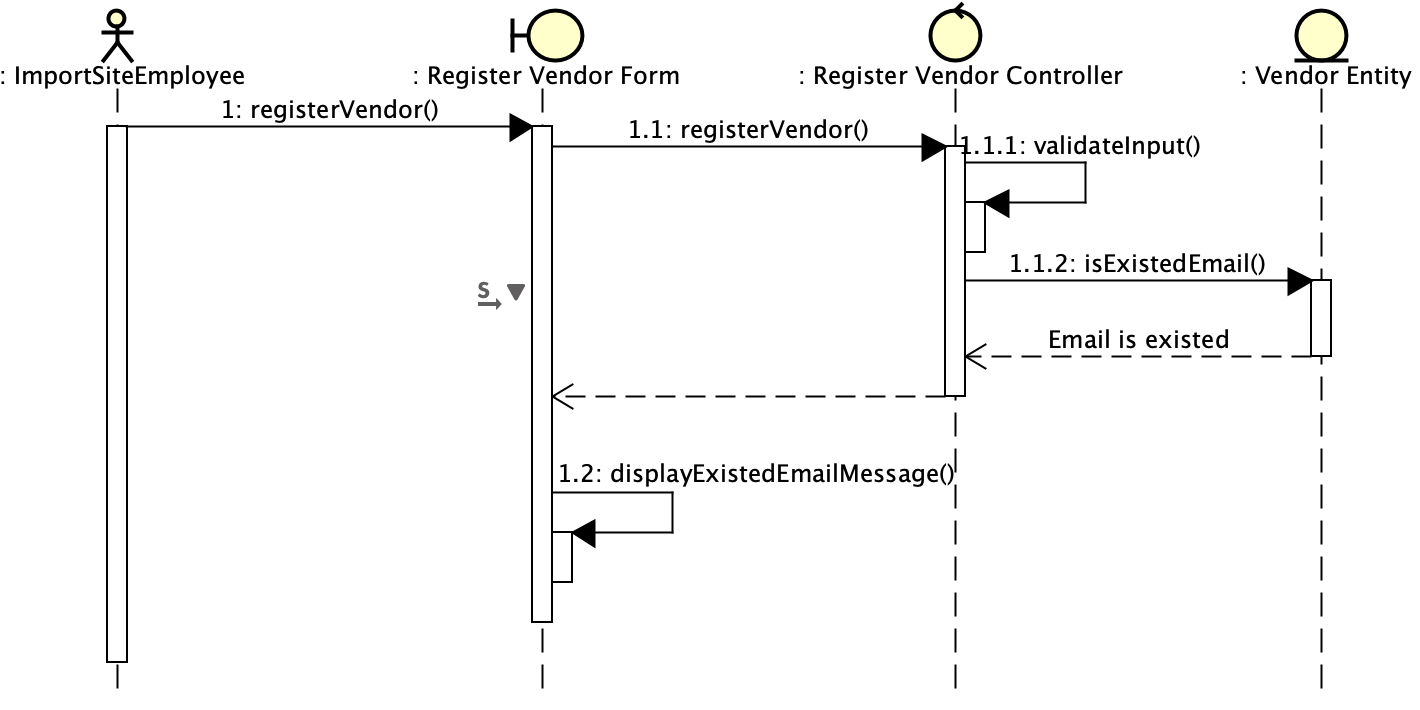 : ImportSiteEmployee
: Register Vendor Form
: Register Vendor Controller
: Vendor Entity
1: registerVendor()
1.1: registerVendor()
1.1.1: validateInput()
1.1.2: isExistedEmail()
S
Email is existed
1.2: displayExistedEmailMessage()